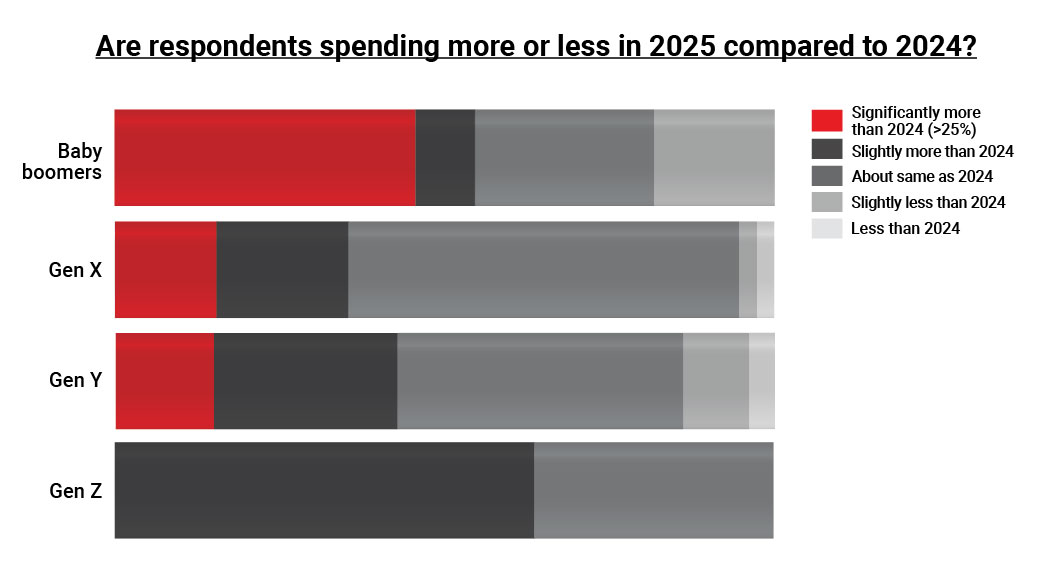 Are respondents spending more or less in 2025 compared to 2024?
Baby
boomers
Gen X
Gen Y
Gen Z
Significantly more
than 2024 (>25%)
Slightly more than 2024
About same as 2024
Slightly less than 2024
Less than 2024